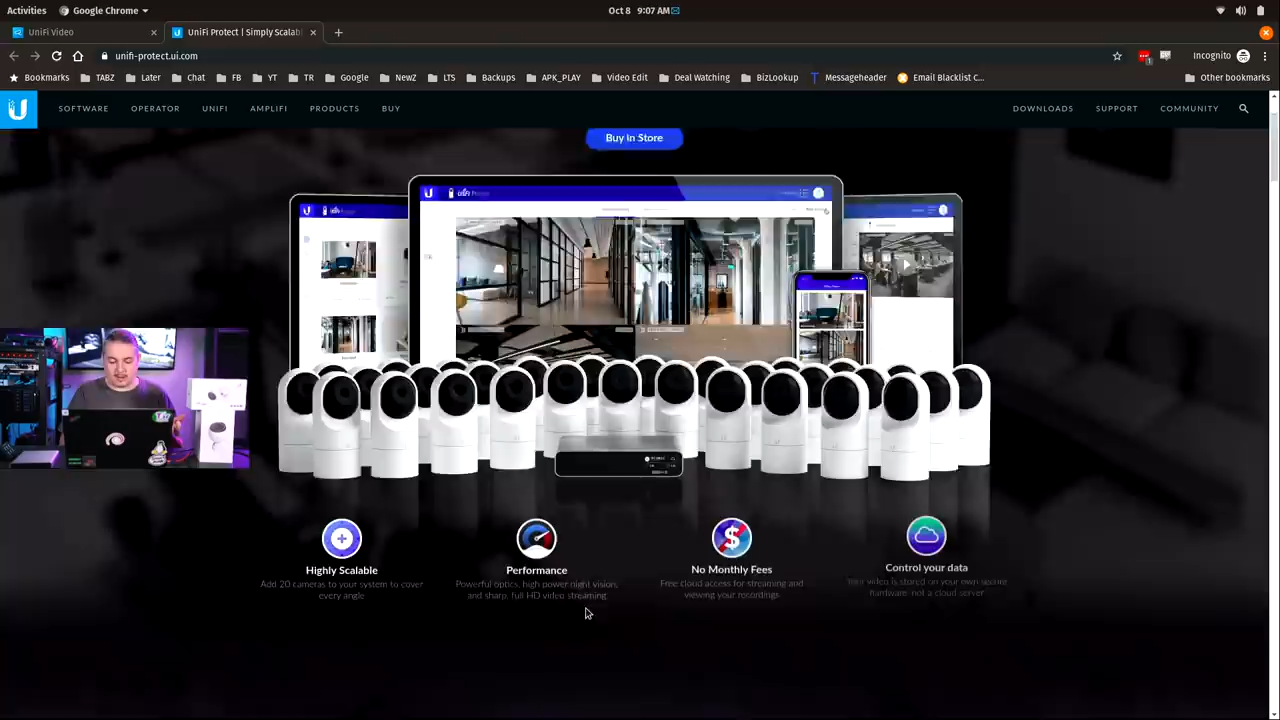 Activities
Google Chrome
Oct 8 9:07 AM
UniFi Video
UniFi Protect | Simply Scalabl
unifi-protect.ui.com
Incognito
Bookmarks
TABZ
Later
Chat
FB
YT
TR
Google
NewZ
LTS
Backups
APK_PLAY
Video Edit
Deal Watching
BizLookup
Messageheader
Email Blacklist C...
Other bookmarks
SOFTWARE
OPERATOR
UNIFI
AMPLIFI
PRODUCTS
BUY
DOWNLOADS
SUPPORT
COMMUNITY
Buy in Store
UniFi Protect
Highly Scalable
Add 20 cameras to your system to cover
every angle
Performance
Powerful optics, high power night vision,
and sharp, full HD video streaming
No Monthly Fees
Free cloud access for streaming and
viewing your recordings
Control your data
Your video is stored on your own secure
hardware -not a cloud server